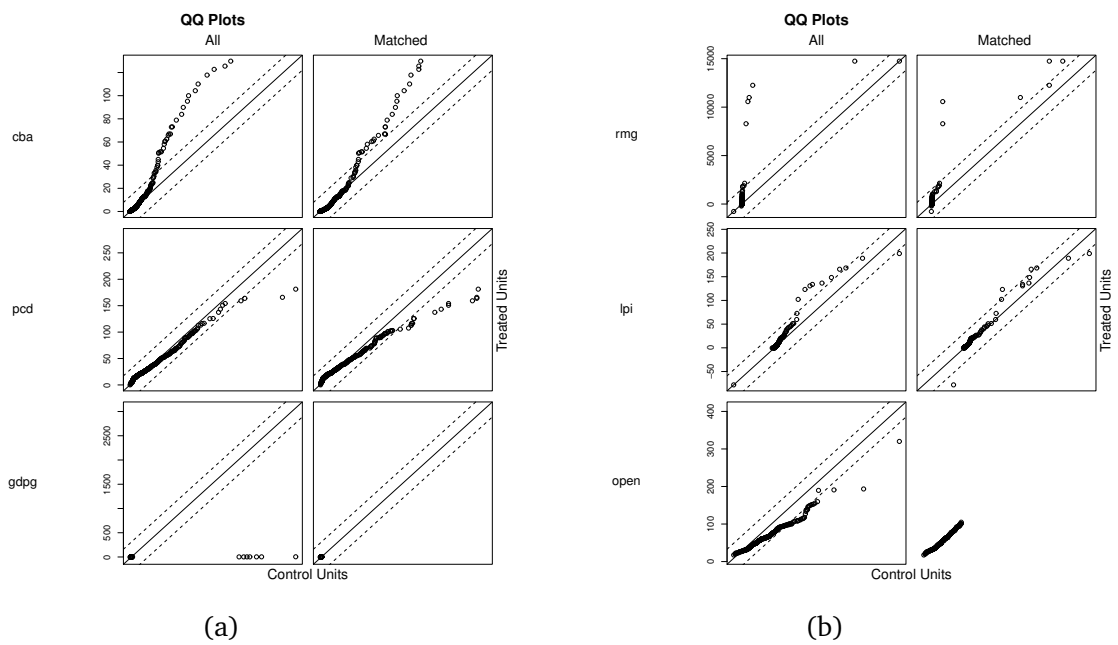 QQ Plots
All
Matched
cba
0
20
40
60
80
100
pcd
0
50
100
150
200
250
gdpg
0
500
1500
2500
Control Units
Treated Units
(a)
QQ Plots
All
Matched
rmg
0
5000
10000
15000
lpi
-50
0
50
100
150
200
250
open
0
100
200
300
400
Control Units
Treated Units
(b)